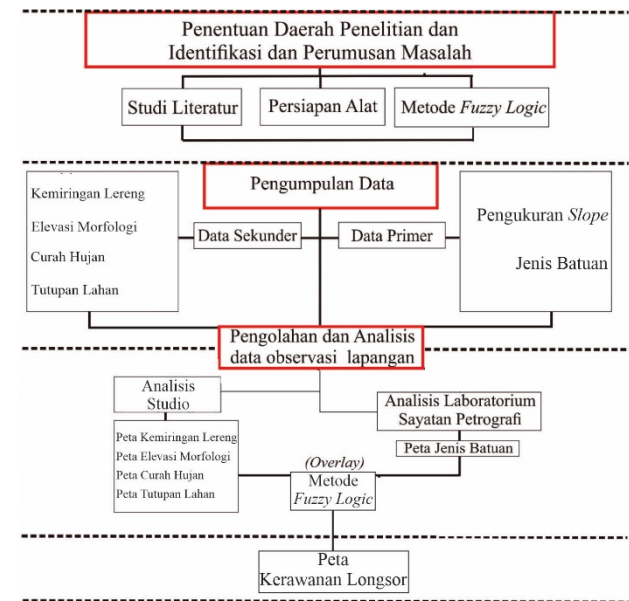 Penentuan Daerah Penelitian dan
Identifikasi dan Perumusan Masalah
Studi Literatur
Persiapan Alat
Metode Fuzzy Logic
Pengumpulan Data
Kemiringan Lereng
Elevasi Morfologi
Curah Hujan
Tutupan Lahan
Data Sekunder
Data Primer
Pengukuran Slope
Jenis Batuan
Pengolahan dan Analisis
data observasi lapangan
Analisis
Studio
Analisis Laboratorium
Sayatan Petrografi
Peta Kemiringan Lereng
Peta Elevasi Morfologi
Peta Curah Hujan
Peta Tutupan Lahan
Peta Jenis Batuan
(Overlay)
Metode
Fuzzy Logic
Peta
Kerawanan Longsor